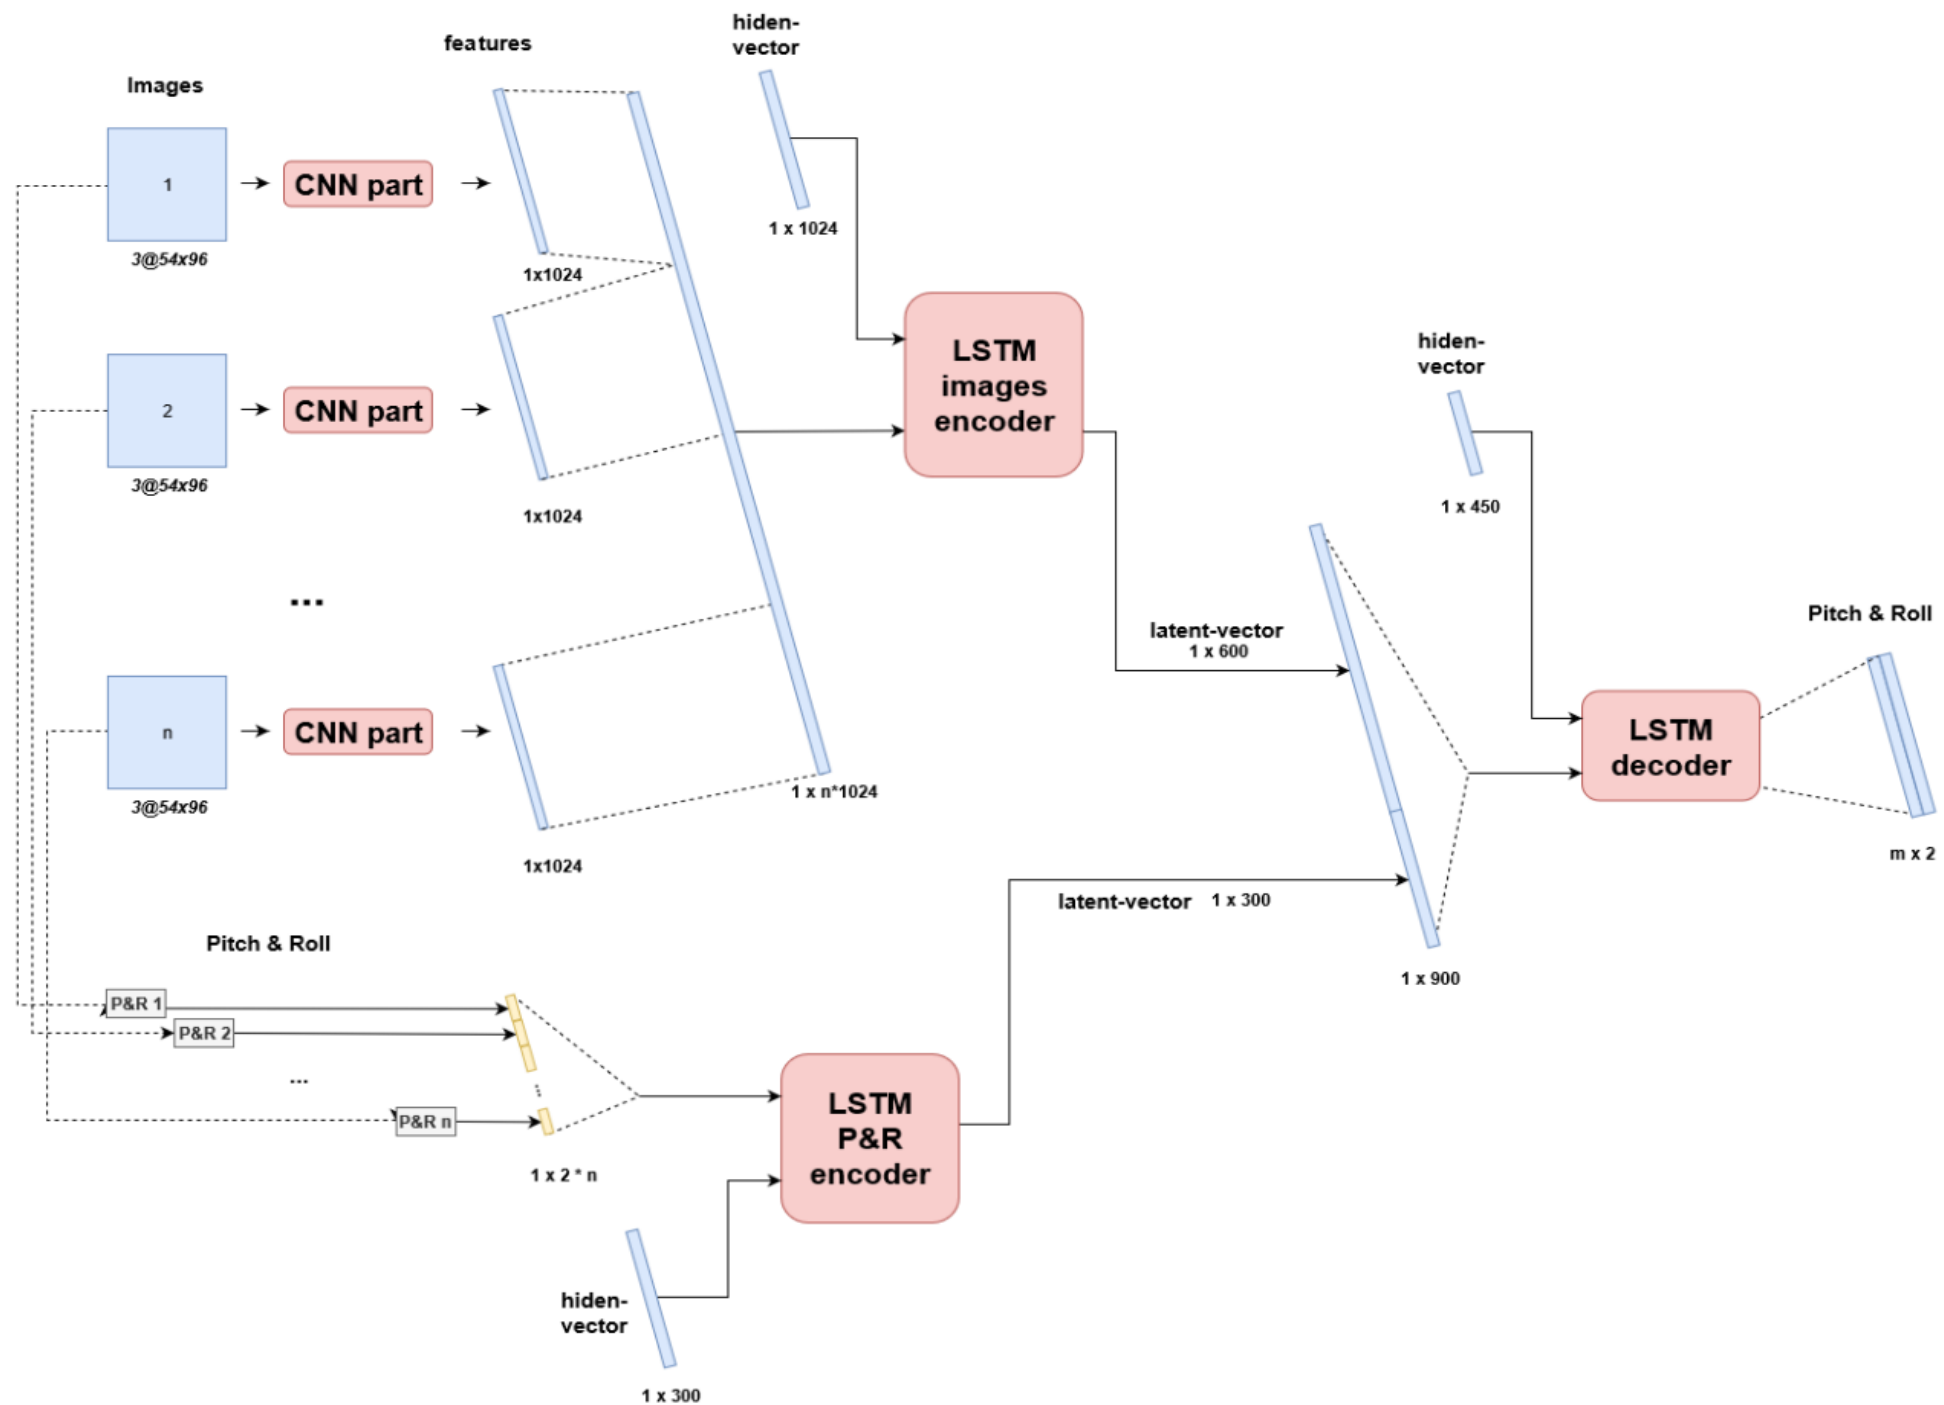 hiden-
vector
features
Images
1
CNN part
3@54x96
1x1024
1 x 1024
LSTM
images
encoder
hiden-
vector
2
CNN part
3@54x96
1x1024
1 x 450
...
latent-vector
1 x 600
Pitch & Roll
n
CNN part
3@54x96
1 x n*1024
1x1024
LSTM
decoder
m x 2
latent-vector 1 x 300
1 x 900
Pitch & Roll
P&R 1
P&R 2
...
...
P&R n
1 x 2 * n
LSTM
P&R
encoder
hiden-
vector
1 x 300